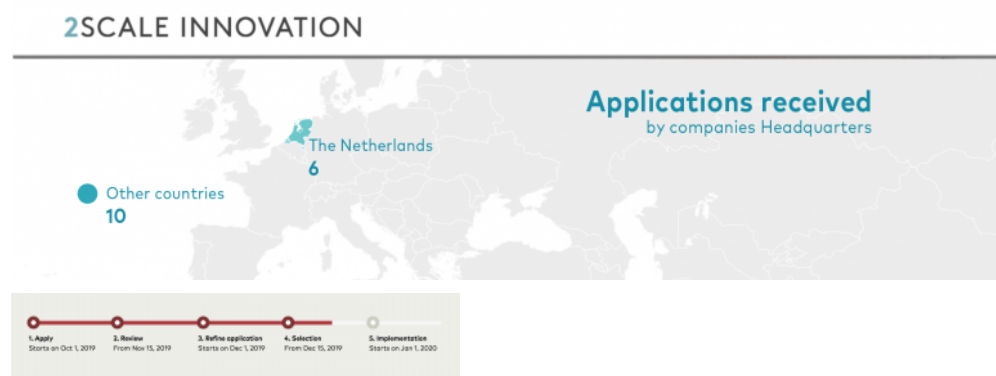 2SCALE INNOVATION
Applications received
by companies Headquarters
The Netherlands
6
Other countries
10
1. Apply
Starts on Oct 1, 2019
2. Review
From Nov 15, 2019
3. Refine application
Starts on Dec 1, 2019
4. Selection
From Dec 15, 2019
5. Implementation
Starts on Jan 1, 2020